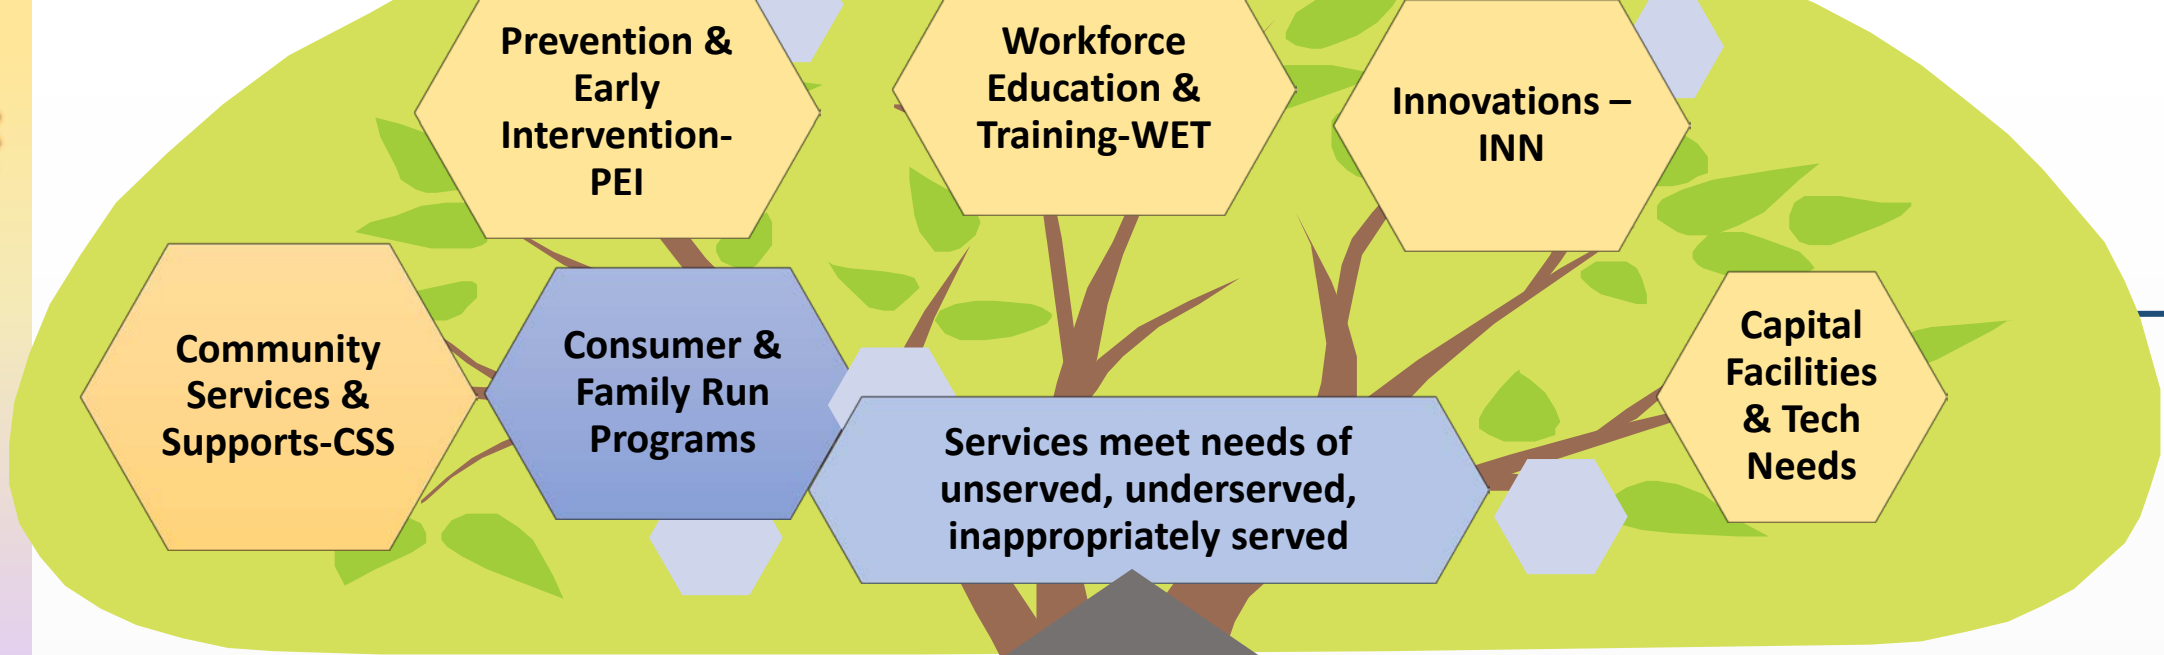 Prevention &
Early
Intervention-
PEI
Workforce
Education &
Training-WET
Innovations –
INN
Community
Services &
Supports-CSS
Consumer &
Family Run
Programs
Services meet needs of
unserved, underserved,
inappropriately served
Capital
Facilities
& Tech
Needs